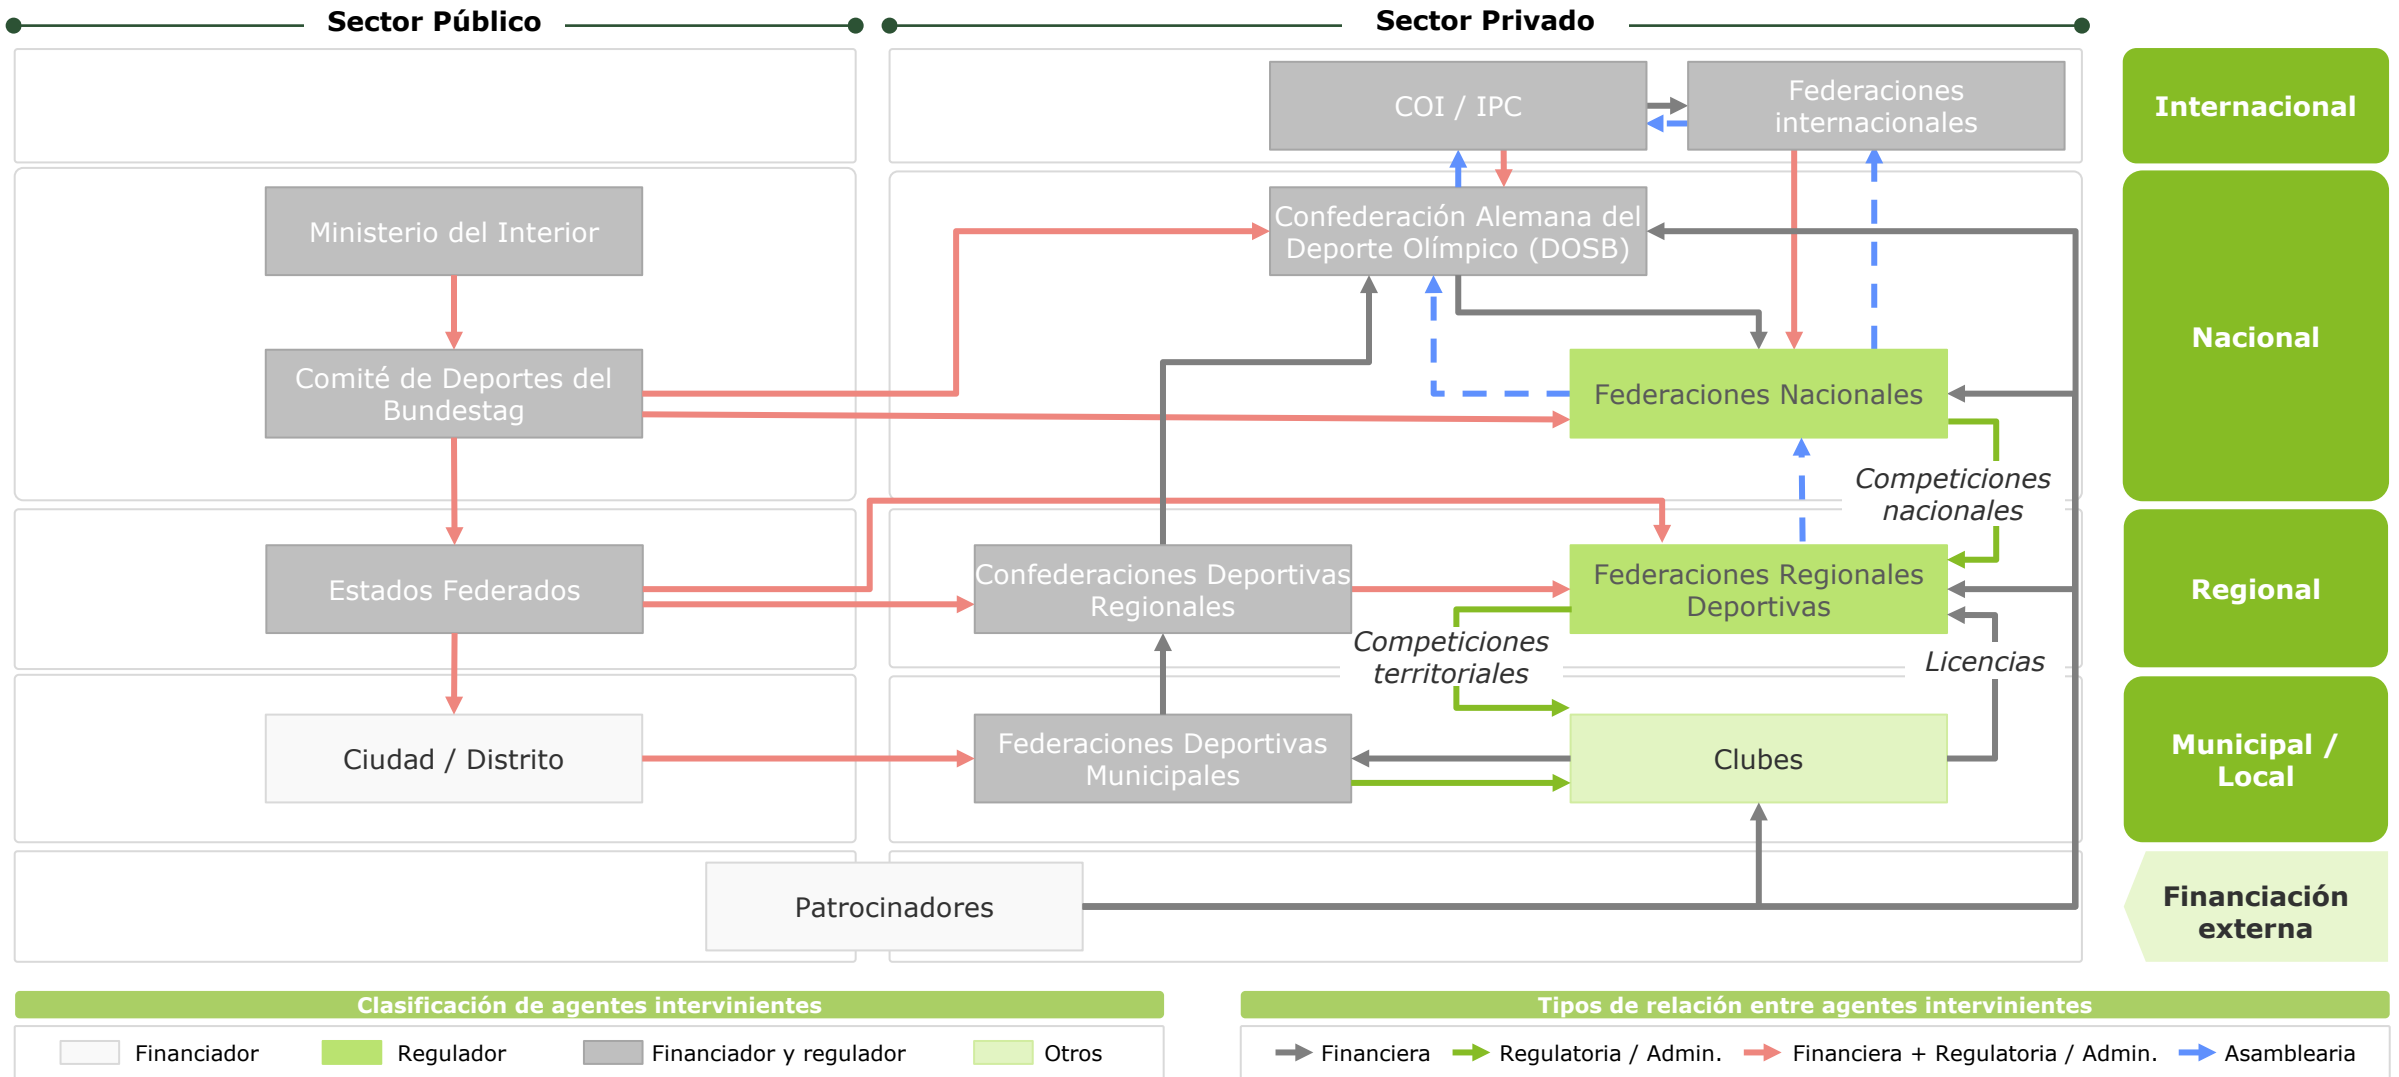 Sector Público
Sector Privado
COI / IPC
Federaciones
internacionales
Internacional
Ministerio del Interior
Confederación Alemana del
Deporte Olímpico (DOSB)
Comité de Deportes del
Bundestag
Federaciones Nacionales
Nacional
Competiciones
nacionales
Estados Federados
Confederaciones Deportivas
Regionales
Federaciones Regionales
Deportivas
Regional
Competiciones
territoriales
Licencias
Ciudad / Distrito
Federaciones Deportivas
Municipales
Clubes
Municipal /
Local
Patrocinadores
Financiación
externa
Clasificación de agentes intervinientes
Financiador
Regulador
Financiador y regulador
Otros
Tipos de relación entre agentes intervinientes
Financiera
Regulatoria / Admin.
Financiera + Regulatoria / Admin.
Asamblearia